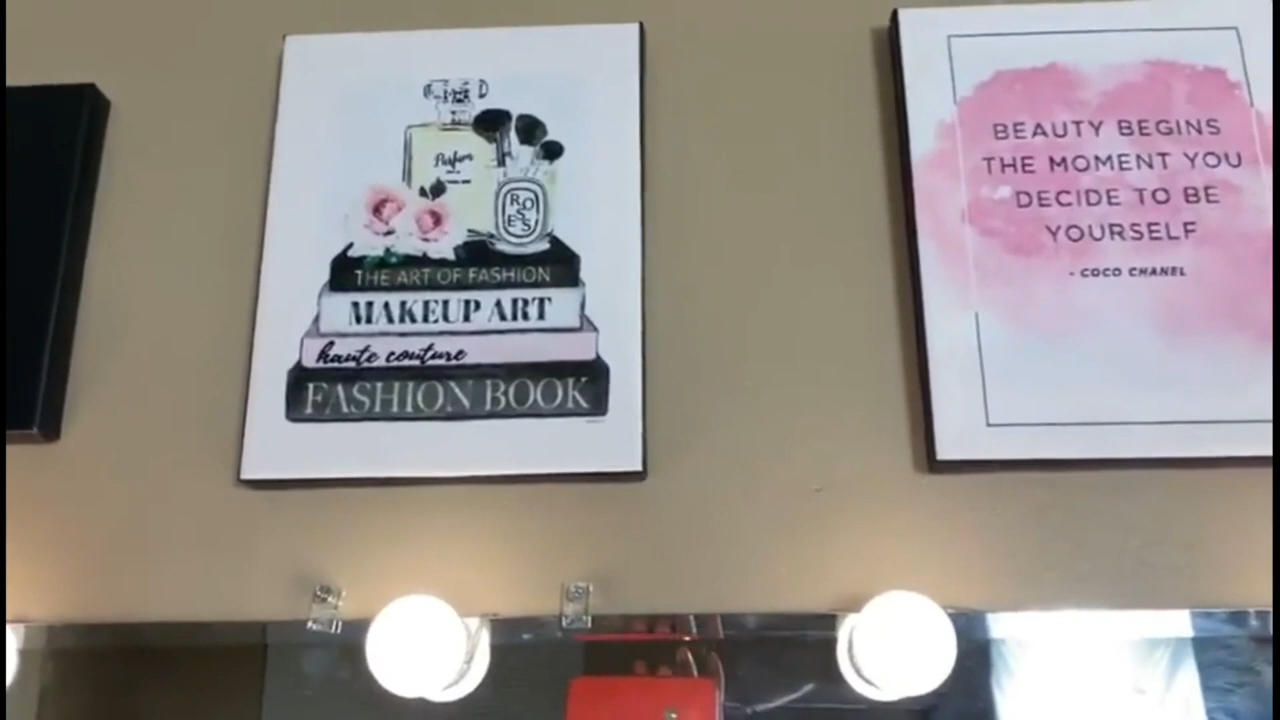 Parfum
ROSES
THE ART OF FASHION
MAKEUP ART
haute couture
FASHION BOOK
BEAUTY BEGINS
THE MOMENT YOU
DECIDE TO BE
YOURSELF
- COCO CHANEL